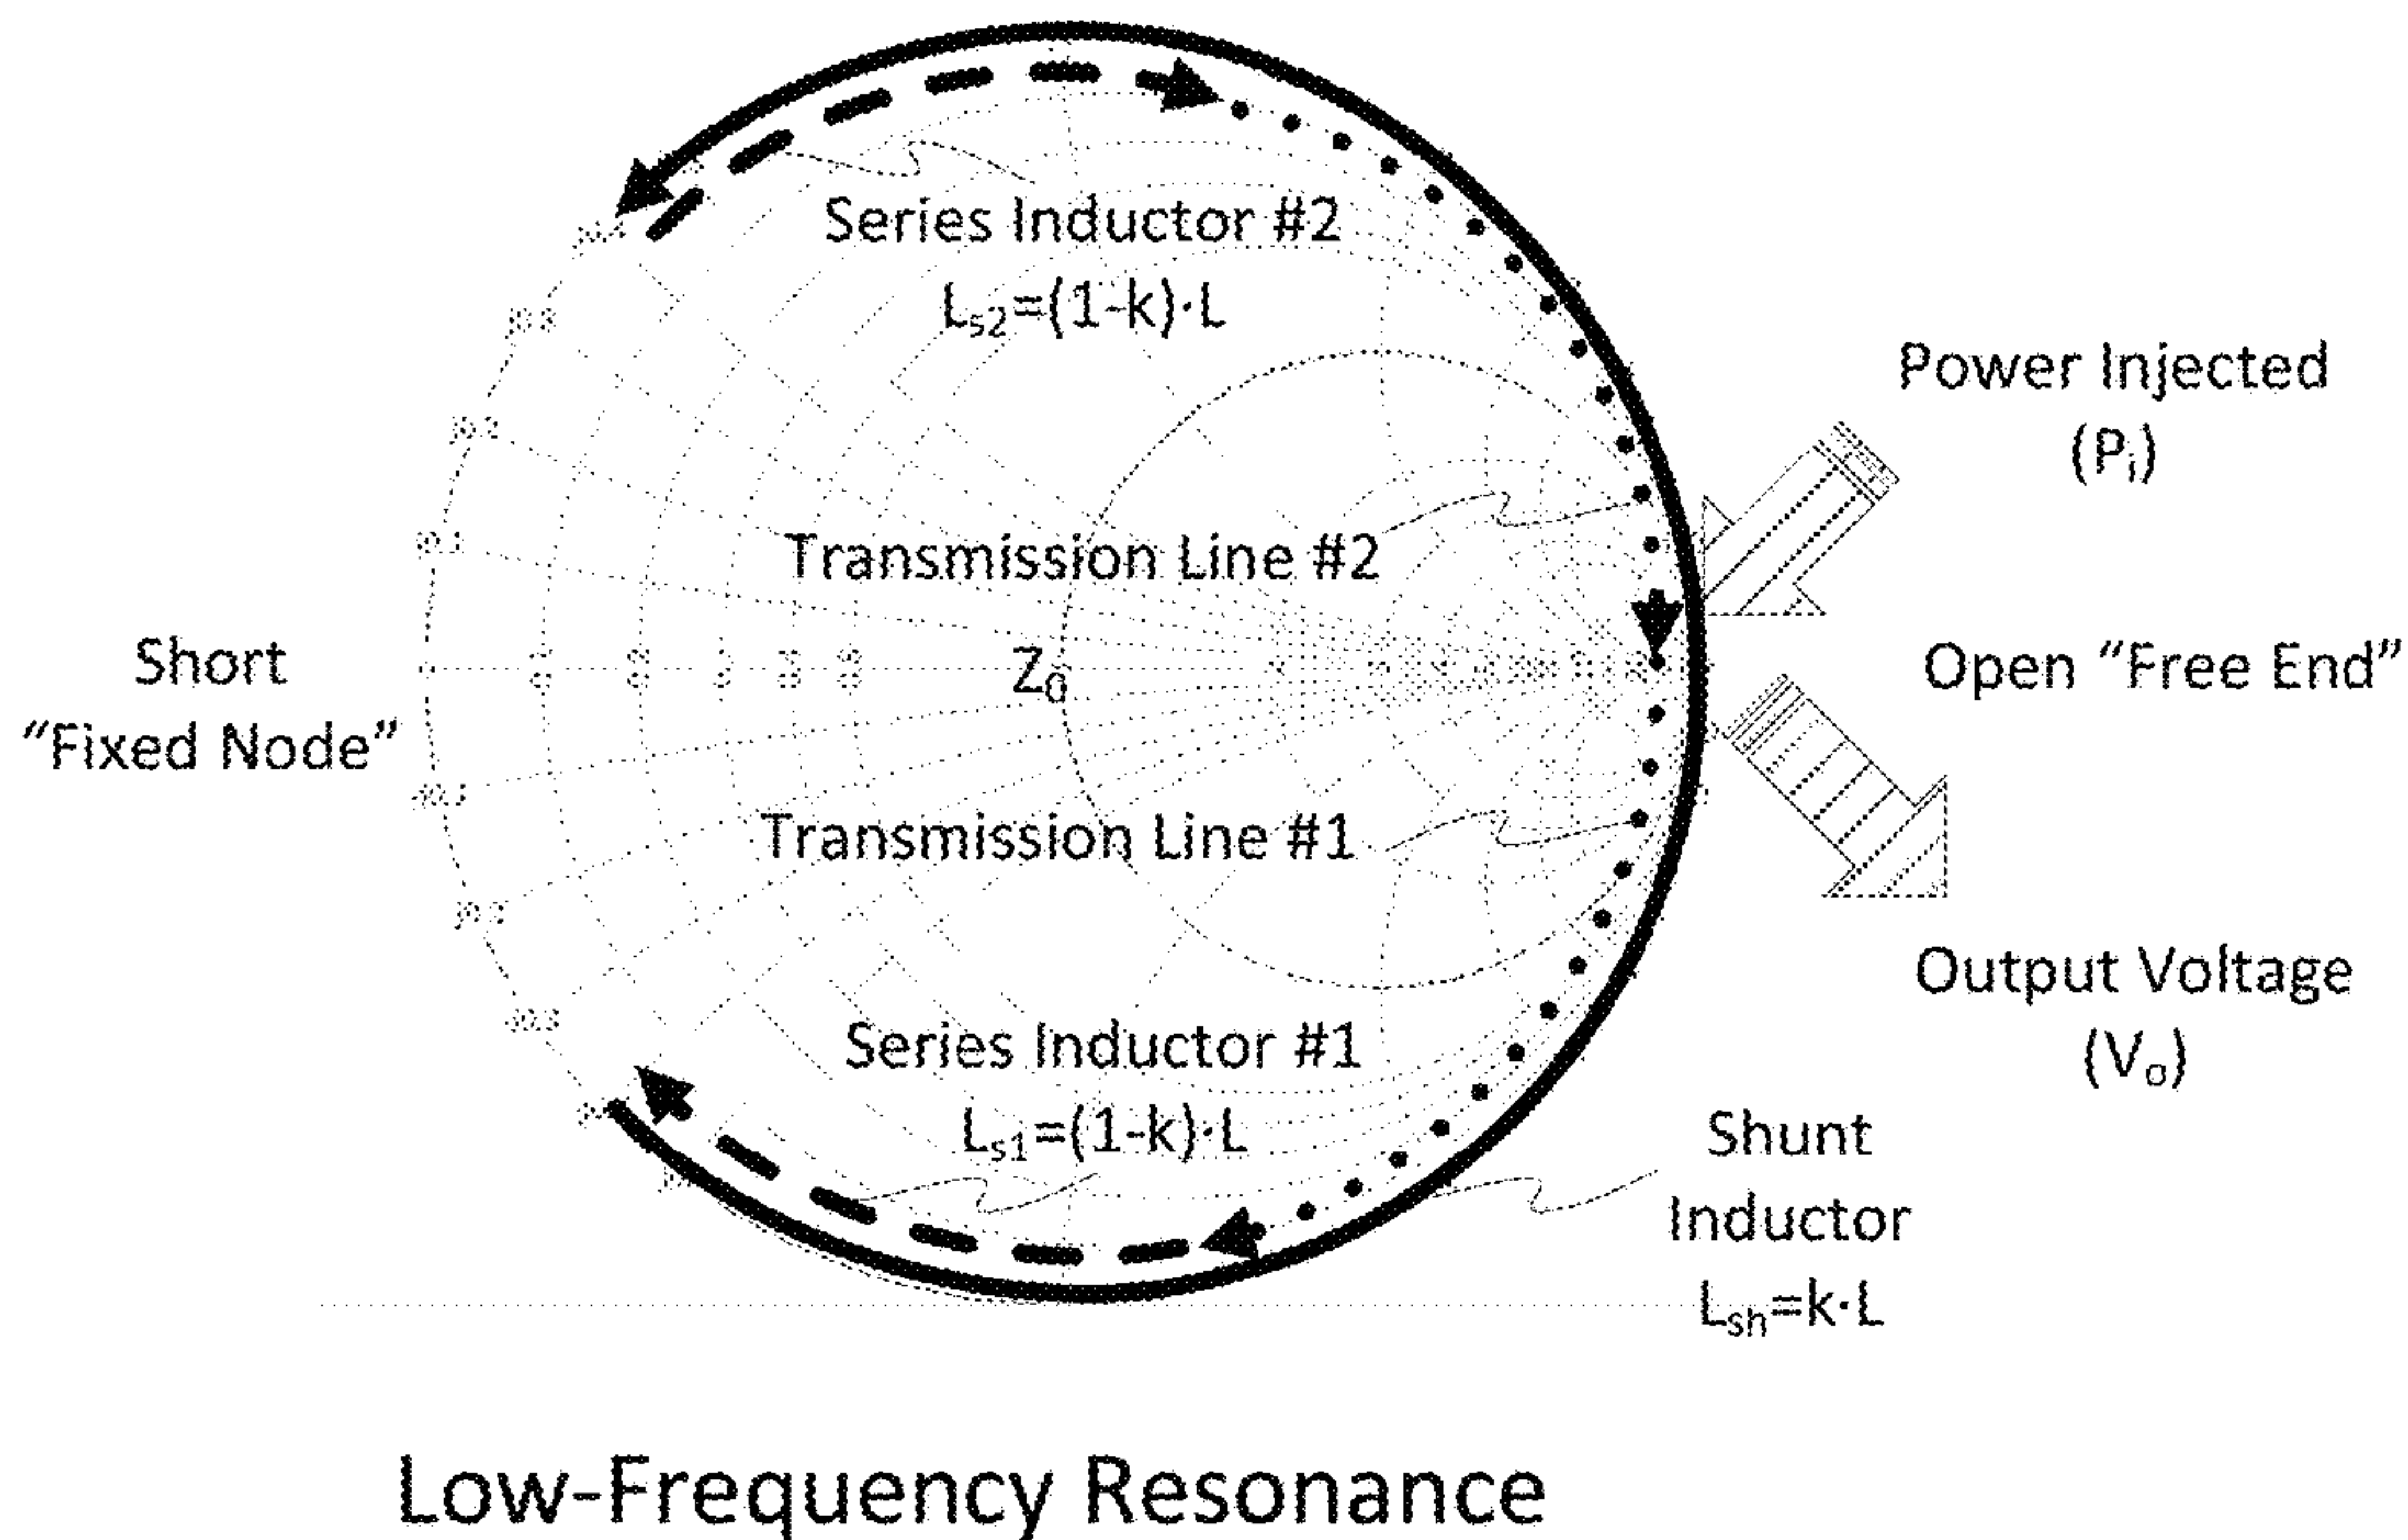 Series Inductor #2
Lₛ₂=(1-k)·L
Power Injected
(Pᵢ)
Transmission Line #2
Short
"Fixed Node"
Z₀
Open “Free End”
Transmission Line #1
Output Voltage
(Vₒ)
Series Inductor #1
Lₛ₁=(1-k)·L
Shunt
Inductor
Lₛₕ=k·L
Low-Frequency Resonance